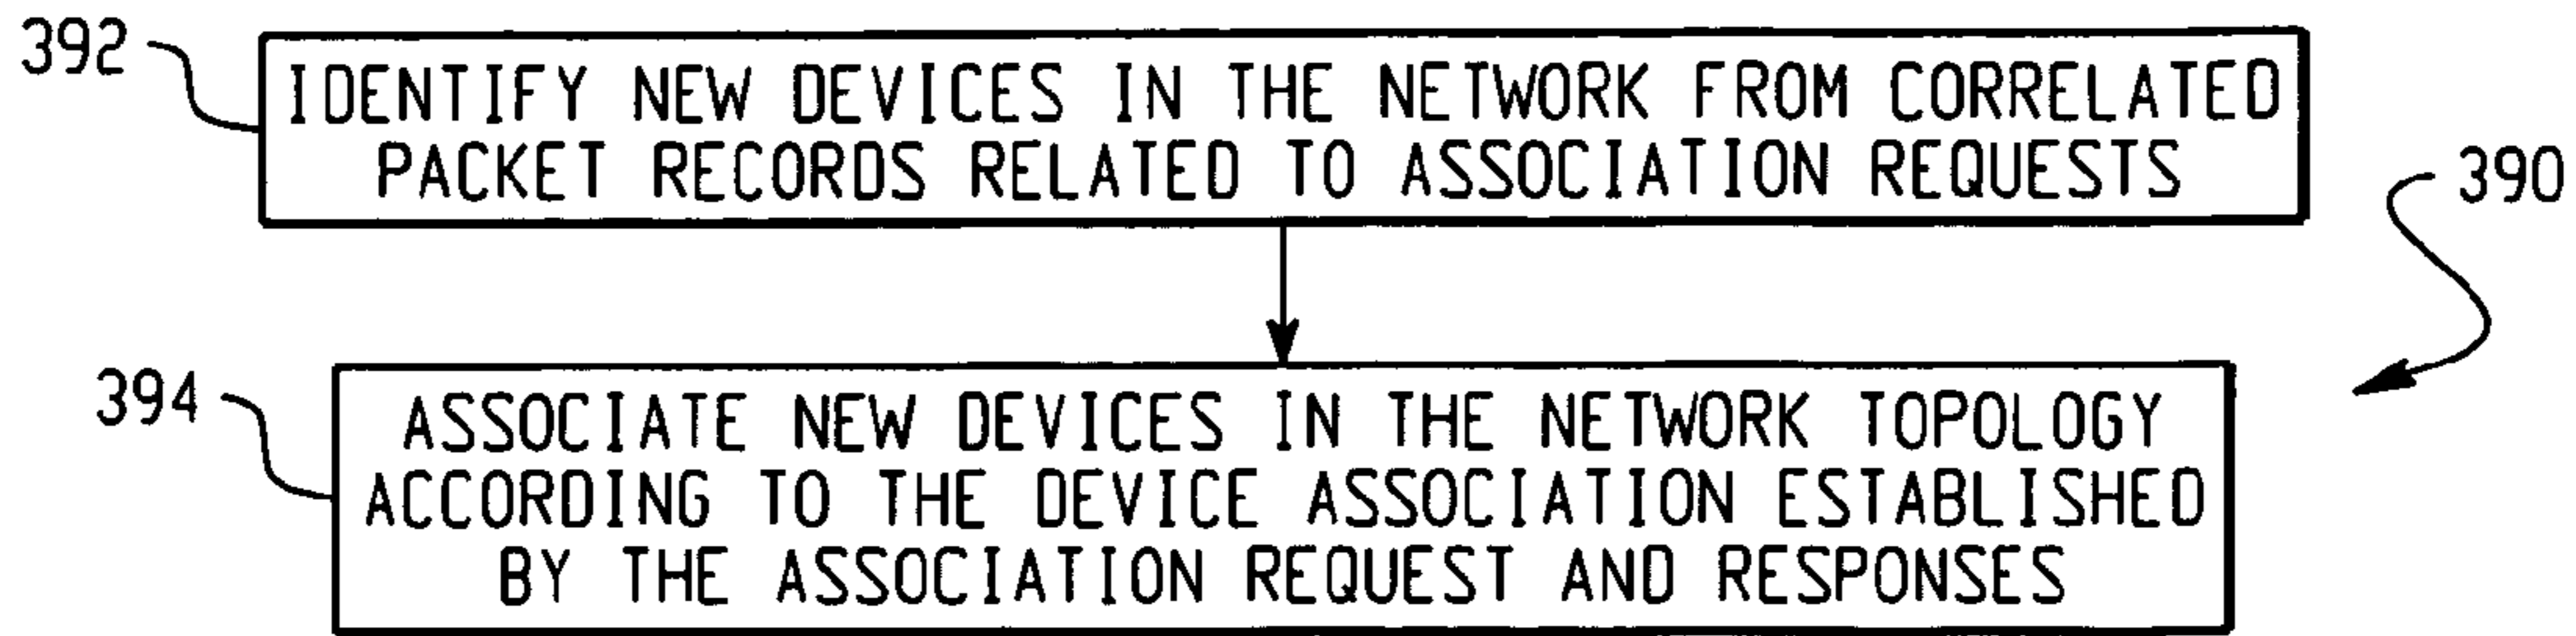 392
IDENTIFY NEW DEVICES IN THE NETWORK FROM CORRELATED
PACKET RECORDS RELATED TO ASSOCIATION REQUESTS
390
394
ASSOCIATE NEW DEVICES IN THE NETWORK TOPOLOGY
ACCORDING TO THE DEVICE ASSOCIATION ESTABLISHED
BY THE ASSOCIATION REQUEST AND RESPONSES